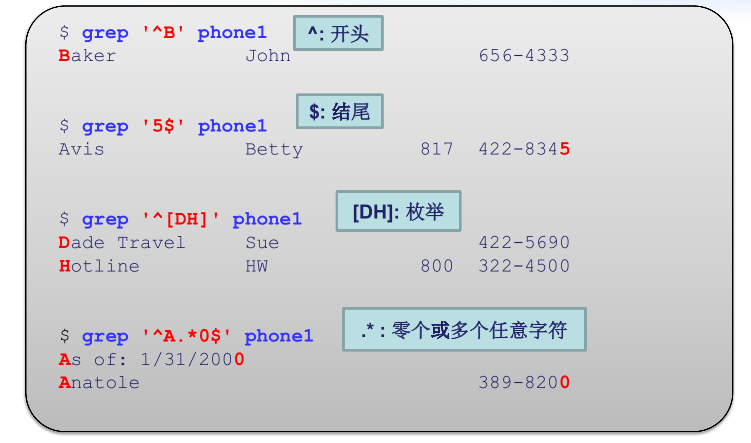 $ grep '^B' phone1
^: 开头
Baker John 656-4333
$: 结尾
$ grep '5$' phone1
Avis Betty 817 422-8345
$ grep '^[DH]' phone1
[DH]: 枚举
Dade Travel Sue 422-5690
Hotline HW 800 322-4500
$ grep '^A.*0$' phone1
.* : 零个或多个任意字符
As of: 1/31/2000
Anatole 389-8200